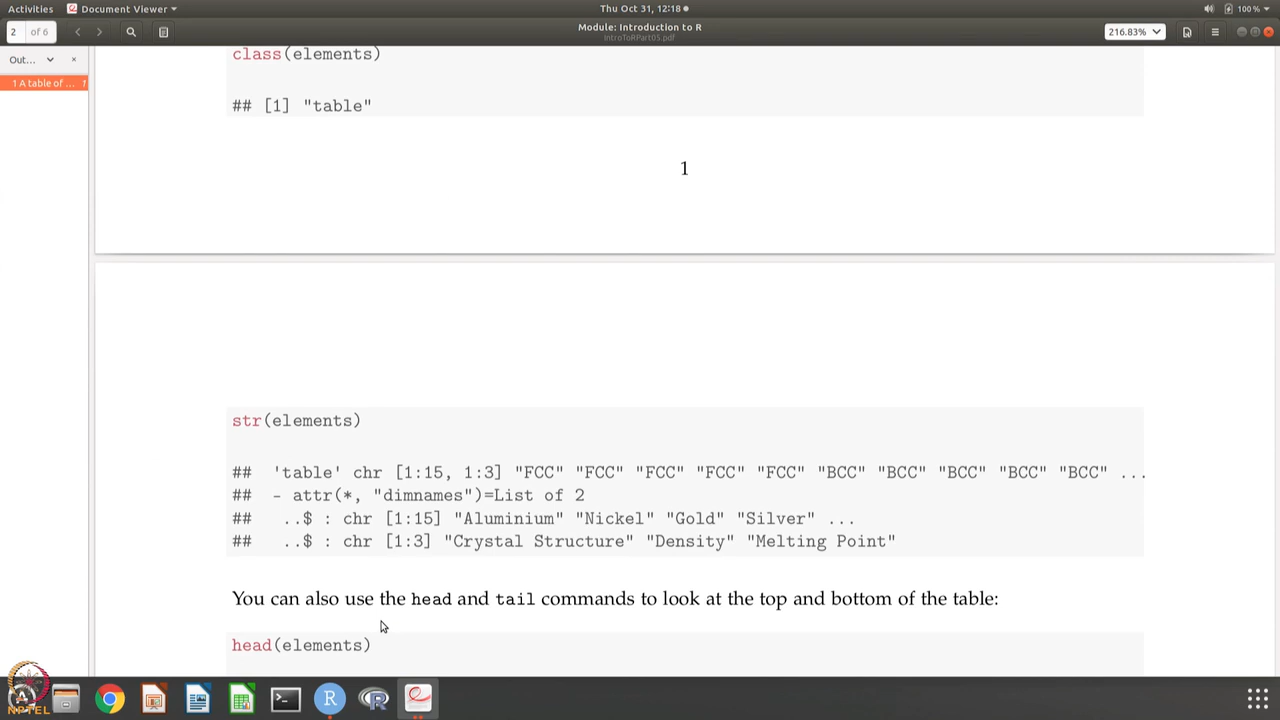 Activities Document Viewer Thu Oct 31, 12:18 100 %
2 of 6 Module: Introduction to R 216.83%
IntroToRPart05.pdf
Out...
1 A table of ... 1
class(elements)
## [1] "table"
1
str(elements)
## 'table' chr [1:15, 1:3] "FCC" "FCC" "FCC" "FCC" "FCC" "BCC" "BCC" "BCC" "BCC" "BCC" ...
## - attr(*, "dimnames")=List of 2
## ..$ : chr [1:15] "Aluminium" "Nickel" "Gold" "Silver" ...
## ..$ : chr [1:3] "Crystal Structure" "Density" "Melting Point"
You can also use the head and tail commands to look at the top and bottom of the table:
head(elements)
NPTEL